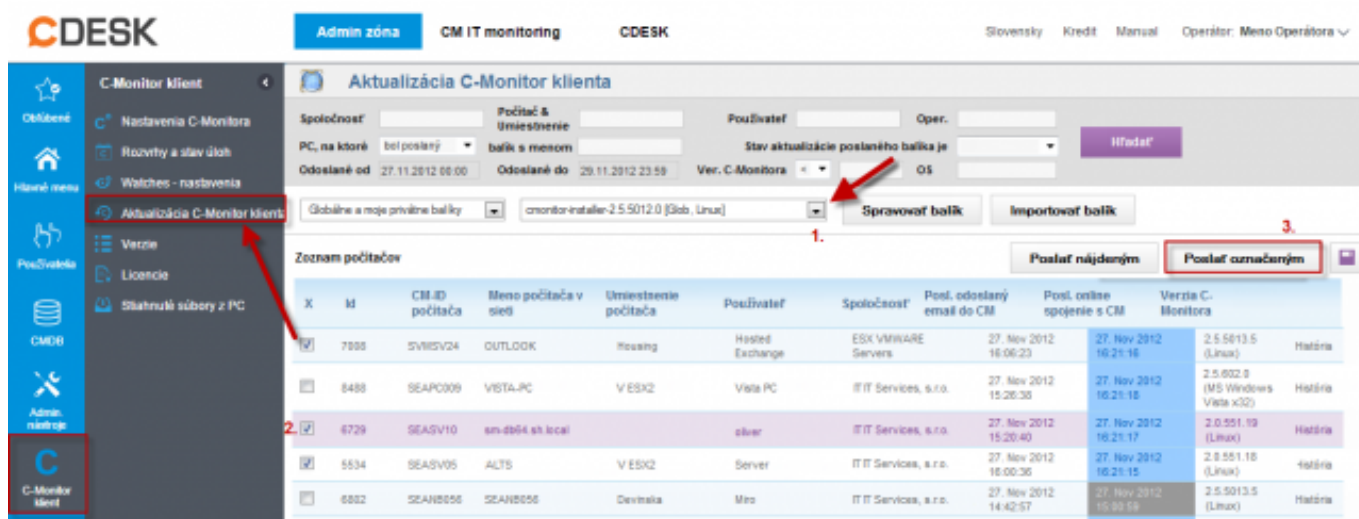 CDESK
Admin zóna CM IT monitoring CDESK
Slovensky Kredit Manual Operátor: Meno Operátora
Obľúbené
Hlavné menu
Používatelia
CMDB
Admin. nástroje
C
C-Monitor klient
C-Monitor klient
Nastavenia C-Monitora
Rozvrhy a stav úloh
Watches - nastavenia
Aktualizácia C-Monitor klienta
Verzie
Licencie
Stiahnuté súbory z PC
Aktualizácia C-Monitor klienta
Spoločnosť Počítač & Umiestnenie Používateľ Oper.
PC, na ktoré bol poslaný balík s menom Stav aktualizácie poslaného balíka je Hľadať
Odoslané od 27.11.2012 00:00 Odoslané do 29.11.2012 23:59 Ver. C-Monitora < OS
Globálne a moje privátne balíky cmonitor-installer-2.5.5012.0 [Glob, Linux] Spravovať balík Importovať balík
1.
3.
Zoznam počítačov Poslať nájdeným Poslať označeným
X Id CM-ID počítača Meno počítača v sieti Umiestnenie počítača Používateľ Spoločnosť Posl. odoslaný email do CM Posl. online spojenie s CM Verzia C-Monitora
SVMSV24 OUTLOOK Housing Hosted Exchange ESX VMWARE Servers 27. Nov 2012 16:06:23 27. Nov 2012 16:21:16 2.5.5013.5 (Linux) História
8488 SEAPC009 VISTA-PC V ESX2 Vista PC IT IT Services, s.r.o. 27. Nov 2012 15:26:38 27. Nov 2012 16:21:18 2.5.602.0 (MS Windows Vista x32) História
2. 6729 SEASV10 sm-db64.sh.local oliver IT IT Services, s.r.o. 27. Nov 2012 15:20:40 27. Nov 2012 16:21:17 2.0.551.19 (Linux) História
5534 SEASV05 ALTS V ESX2 Server IT IT Services, s.r.o. 27. Nov 2012 16:00:36 27. Nov 2012 16:21:15 2.0.551.18 (Linux) História
6802 SEANB056 SEANB056 Devinska Miro IT IT Services, s.r.o. 27. Nov 2012 14:42:57 27. Nov 2012 15:00:59 2.5.5013.5 (Linux) História